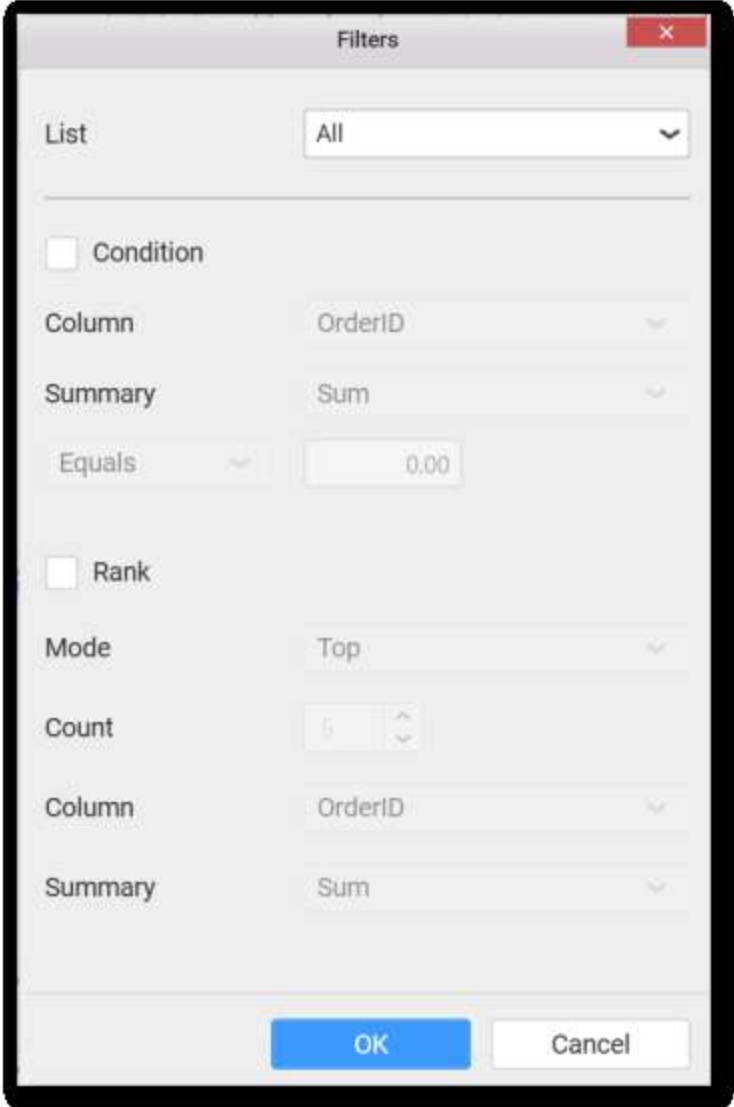 Filters
List All
Condition
Column OrderID
Summary Sum
Equals 0.00
Rank
Mode Top
Count 5
Column OrderID
Summary Sum
OK Cancel